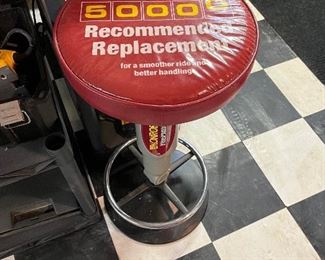 50000
Recommended
Replacement
for a smoother ride and
better handling
MONROE